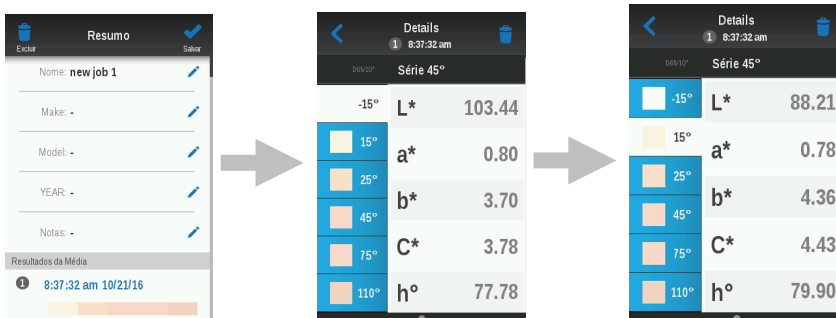 Resumo
Excluir
Salvar
Nome: new job 1
Make: -
Model: -
YEAR: -
Notas: -
Resultados da Média
1 8:37:32 am 10/21/16
Details
1 8:37:32 am
D65/10° Série 45°
-15° L* 103.44
15° a* 0.80
25° b* 3.70
45° C* 3.78
75° h° 77.78
110°
Details
1 8:37:32 am
D65/10° Série 45°
-15° L* 88.21
15° a* 0.78
25° b* 4.36
45° C* 4.43
75° h° 79.90
110°